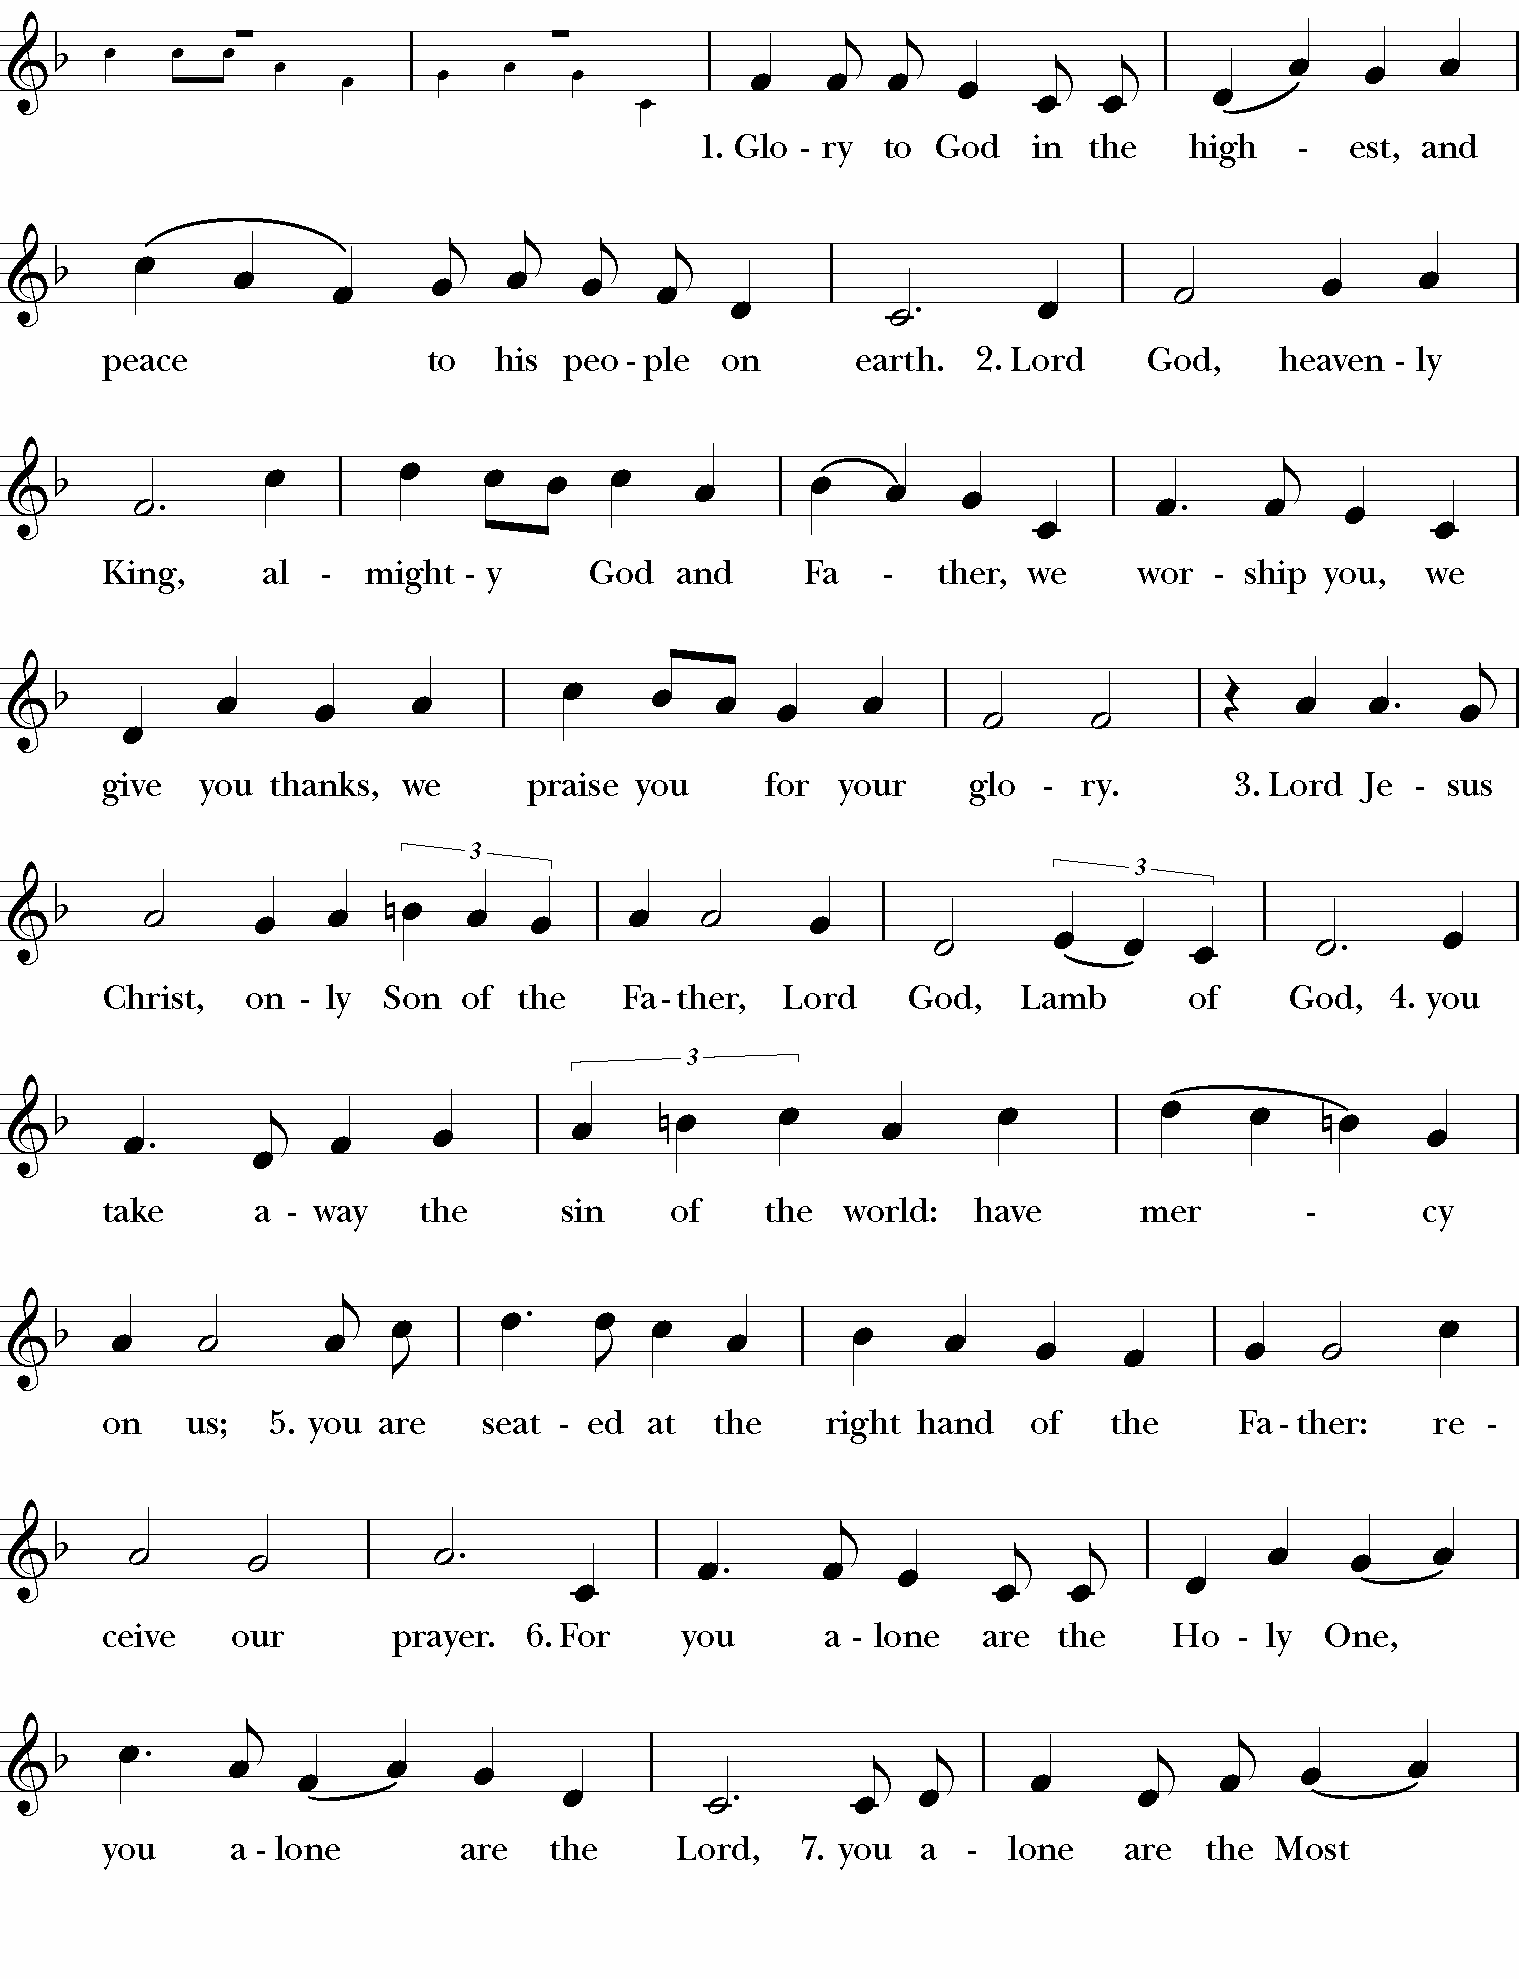 1. Glo - ry to God in the high - est, and
peace to his peo - ple on earth. 2. Lord God, heaven - ly
King, al - might - y God and Fa - ther, we wor - ship you, we
give you thanks, we praise you for your glo - ry. 3. Lord Je - sus
3 3
Christ, on - ly Son of the Fa - ther, Lord God, Lamb of God, 4. you
3
take a - way the sin of the world: have mer - cy
on us; 5. you are seat - ed at the right hand of the Fa - ther: re -
ceive our prayer. 6. For you a - lone are the Ho - ly One,
you a - lone are the Lord, 7. you a - lone are the Most